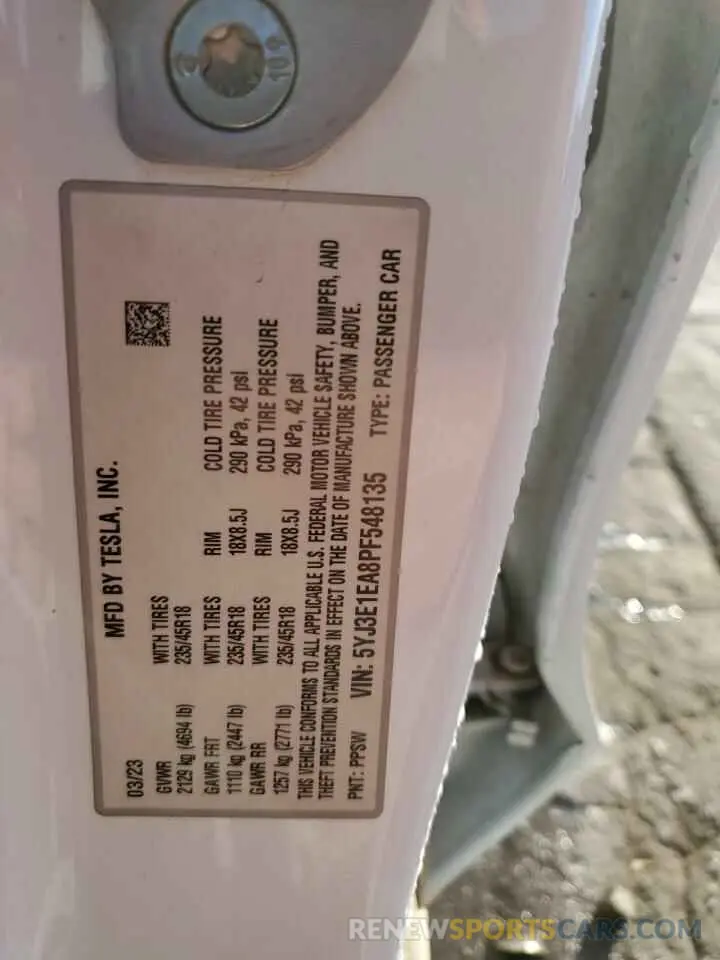 109
MFD BY TESLA, INC.
03/23
GVWR WITH TIRES
2129 kg (4694 lb) 235/45R18
GAWR FRT WITH TIRES RIM COLD TIRE PRESSURE
1110 kg (2447 lb) 235/45R18 18X8.5J 290 kPa, 42 psi
GAWR RR WITH TIRES RIM COLD TIRE PRESSURE
1257 kg (2771 lb) 235/45R18 18X8.5J 290 kPa, 42 psi
THIS VEHICLE CONFORMS TO ALL APPLICABLE U.S. FEDERAL MOTOR VEHICLE SAFETY, BUMPER, AND
THEFT PREVENTION STANDARDS IN EFFECT ON THE DATE OF MANUFACTURE SHOWN ABOVE.
PNT: PPSW VIN: 5YJ3E1EA8PF548135 TYPE: PASSENGER CAR
RENEWSPORTSCARS.COM